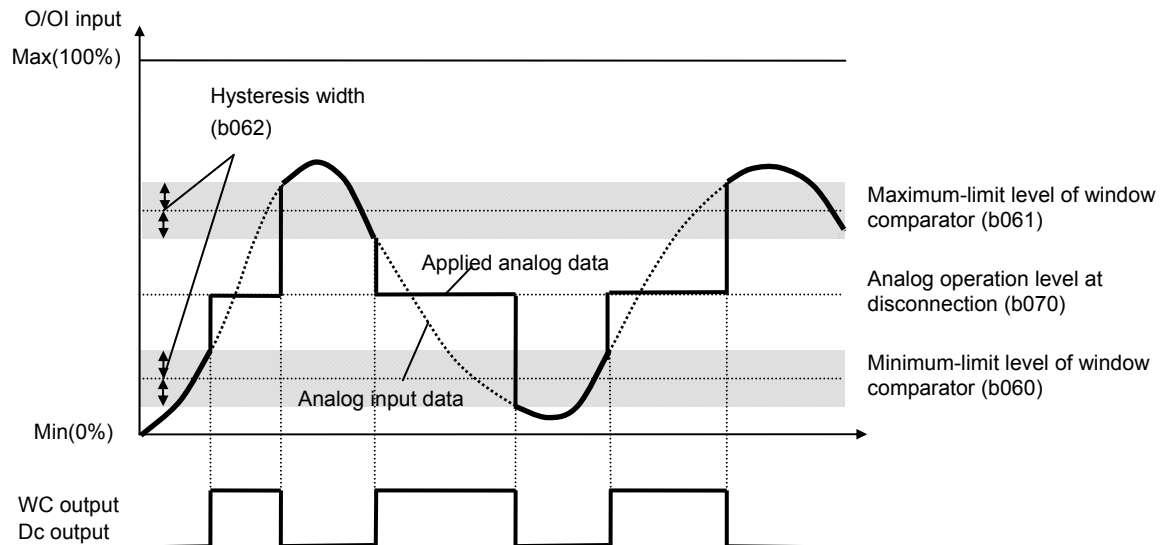 O/OI input
Max(100%)
Hysteresis width
(b062)
Maximum-limit level of window
comparator (b061)
Applied analog data
Analog operation level at
disconnection (b070)
Minimum-limit level of window
comparator (b060)
Analog input data
Min(0%)
WC output
Dc output